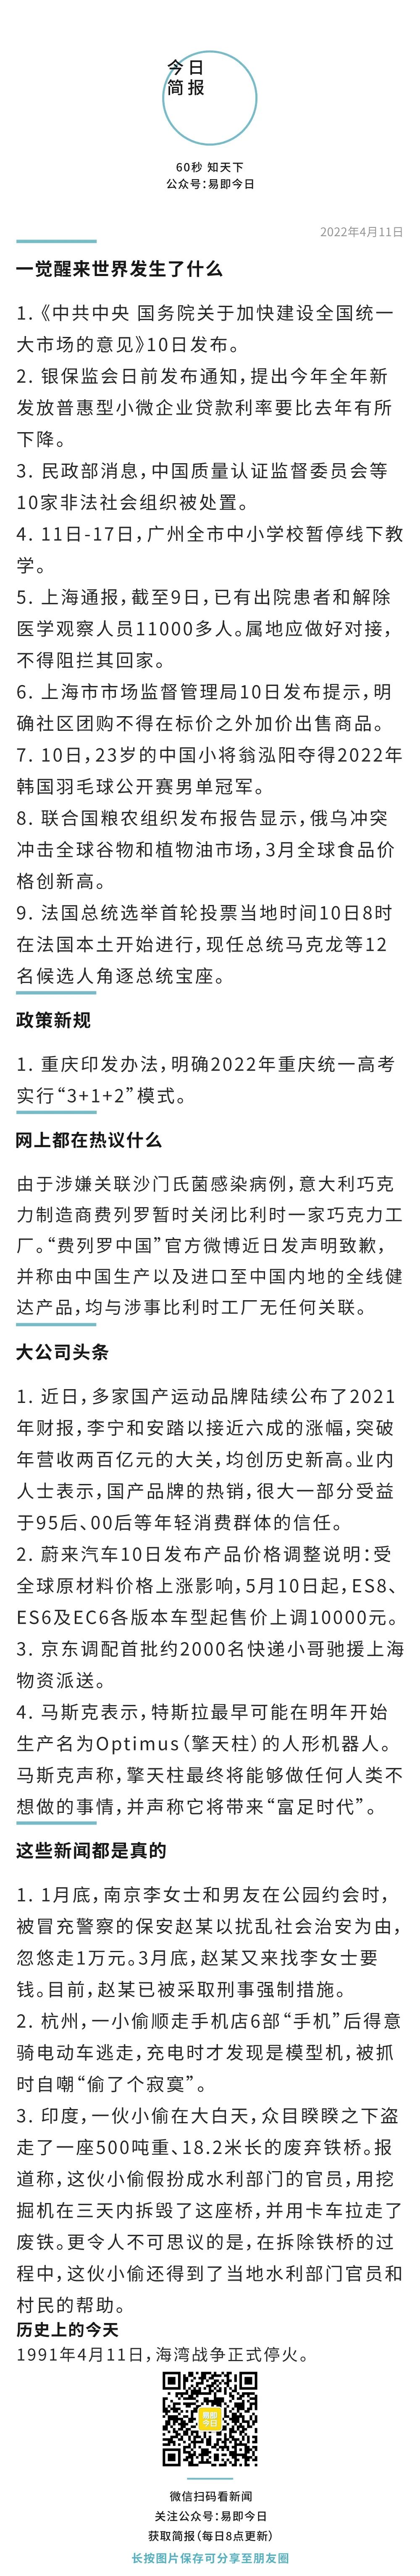 今日
简报
60秒 知天下
公众号：易即今日
2022年4月11日
一觉醒来世界发生了什么
1.《中共中央 国务院关于加快建设全国统一
大市场的意见》10日发布。
2. 银保监会日前发布通知，提出今年全年新
发放普惠型小微企业贷款利率要比去年有所
下降。
3. 民政部消息，中国质量认证监督委员会等
10家非法社会组织被处置。
4. 11日-17日，广州全市中小学校暂停线下教
学。
5. 上海通报，截至9日，已有出院患者和解除
医学观察人员11000多人。属地应做好对接，
不得阻拦其回家。
6. 上海市市场监督管理局10日发布提示，明
确社区团购不得在标价之外加价出售商品。
7. 10日，23岁的中国小将翁泓阳夺得2022年
韩国羽毛球公开赛男单冠军。
8. 联合国粮农组织发布报告显示，俄乌冲突
冲击全球谷物和植物油市场，3月全球食品价
格创新高。
9. 法国总统选举首轮投票当地时间10日8时
在法国本土开始进行，现任总统马克龙等12
名候选人角逐总统宝座。
政策新规
1. 重庆印发办法，明确2022年重庆统一高考
实行“3+1+2”模式。
网上都在热议什么
由于涉嫌关联沙门氏菌感染病例，意大利巧克
力制造商费列罗暂时关闭比利时一家巧克力工
厂。“费列罗中国”官方微博近日发声明致歉，
并称由中国生产以及进口至中国内地的全线健
达产品，均与涉事比利时工厂无任何关联。
大公司头条
1. 近日，多家国产运动品牌陆续公布了2021
年财报，李宁和安踏以接近六成的涨幅，突破
年营收两百亿元的大关，均创历史新高。业内
人士表示，国产品牌的热销，很大一部分受益
于95后、00后等年轻消费群体的信任。
2. 蔚来汽车10日发布产品价格调整说明：受
全球原材料价格上涨影响，5月10日起，ES8、
ES6及EC6各版本车型起售价上调10000元。
3. 京东调配首批约2000名快递小哥驰援上海
物资派送。
4. 马斯克表示，特斯拉最早可能在明年开始
生产名为Optimus（擎天柱）的人形机器人。
马斯克声称，擎天柱最终将能够做任何人类不
想做的事情，并声称它将带来“富足时代”。
这些新闻都是真的
1. 1月底，南京李女士和男友在公园约会时，
被冒充警察的保安赵某以扰乱社会治安为由，
忽悠走1万元。3月底，赵某又来找李女士要
钱。目前，赵某已被采取刑事强制措施。
2. 杭州，一小偷顺走手机店6部“手机”后得意
骑电动车逃走，充电时才发现是模型机，被抓
时自嘲“偷了个寂寞”。
3. 印度，一伙小偷在大白天，众目睽睽之下盗
走了一座500吨重、18.2米长的废弃铁桥。报
道称，这伙小偷假扮成水利部门的官员，用挖
掘机在三天内拆毁了这座桥，并用卡车拉走了
废铁。更令人不可思议的是，在拆除铁桥的过
程中，这伙小偷还得到了当地水利部门官员和
村民的帮助。
历史上的今天
1991年4月11日，海湾战争正式停火。
易即
今日
微信扫码看新闻
关注公众号：易即今日
获取简报（每日8点更新）
长按图片保存可分享至朋友圈